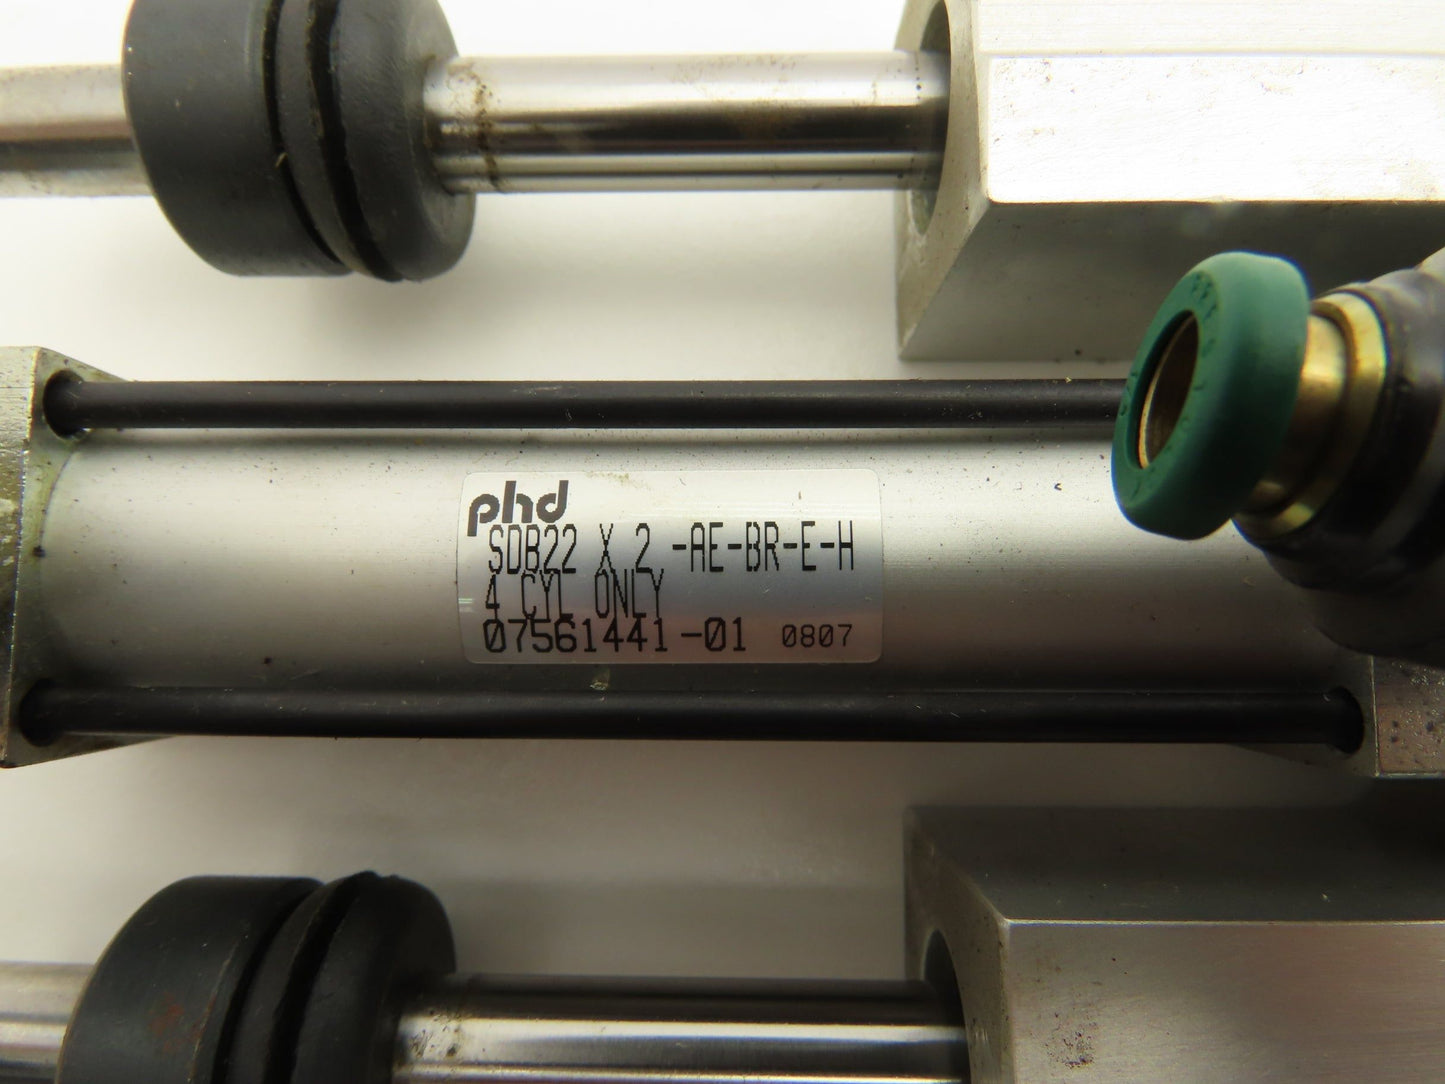 phd
SDB22 X 2 -AE-BR-E-H
4 CYL ONLY
07561441-01 0807